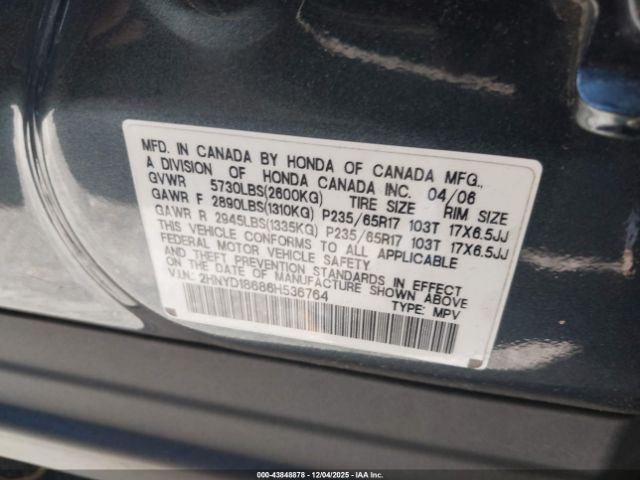 MFD. IN CANADA BY HONDA OF CANADA MFG.,
A DIVISION OF HONDA CANADA INC. 04/06
GVWR 5730LBS(2600KG) TIRE SIZE RIM SIZE
GAWR F 2890LBS(1310KG) P235/65R17 103T 17X6.5JJ
GAWR R 2945LBS(1335KG) P235/65R17 103T 17X6.5JJ
THIS VEHICLE CONFORMS TO ALL APPLICABLE
FEDERAL MOTOR VEHICLE SAFETY AND
THEFT PREVENTION STANDARDS IN EFFECT
ON THE DATE OF MANUFACTURE SHOWN ABOVE.
V.I.N: 2HNYD18686H536764 TYPE: MPV
000-43848878 • 12/04/2025 • IAA Inc.